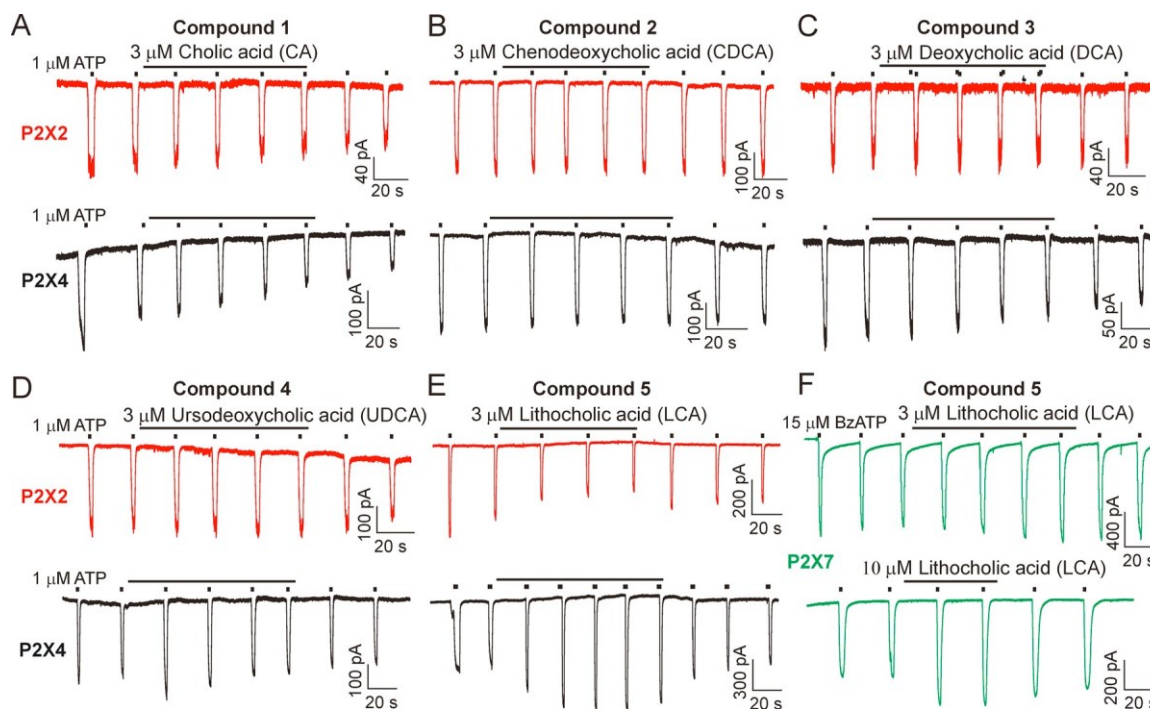 A
Compound 1
3 μM Cholic acid (CA)
1 μM ATP
P2X2
40 pA
20 s
1 μM ATP
P2X4
100 pA
20 s
B
Compound 2
3 μM Chenodeoxycholic acid (CDCA)
100 pA
20 s
100 pA
20 s
C
Compound 3
3 μM Deoxycholic acid (DCA)
40 pA
20 s
50 pA
20 s
D
Compound 4
3 μM Ursodeoxycholic acid (UDCA)
1 μM ATP
P2X2
100 pA
20 s
1 μM ATP
P2X4
100 pA
20 s
E
Compound 5
3 μM Lithocholic acid (LCA)
200 pA
20 s
300 pA
20 s
F
Compound 5
3 μM Lithocholic acid (LCA)
15 μM BzATP
400 pA
20 s
P2X7
10 μM Lithocholic acid (LCA)
200 pA
20 s